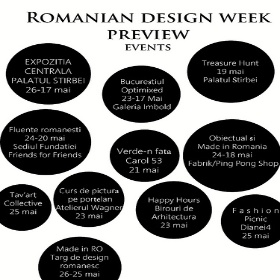 ROMANIAN DESIGN WEEK
PREVIEW
EVENTS
EXPOZITIA
CENTRALA
PALATUL STIRBEI
26-17 mai
Bucurestiul
Optimixed
23-17 Mai
Galeria Imbold
Treasure Hunt
19 mai
Palatul Stirbei
Fluente romanesti
24-20 mai
Sediul Fundatiei
Friends for Friends
Verde-n fata
Carol 53
21 mai
Obiectual si
Made in Romania
24-18 mai
Fabrik/Ping Pong Shop
Tav'art
Collective
25 mai
Curs de pictura
pe portelan
Atelierul Wagner
23 mai
Happy Hours
Birouri de
Arhitectura
23 mai
Fashion
Picnic
Dianei4
25 mai
Made in RO
Targ de design
romanesc
26-25 mai